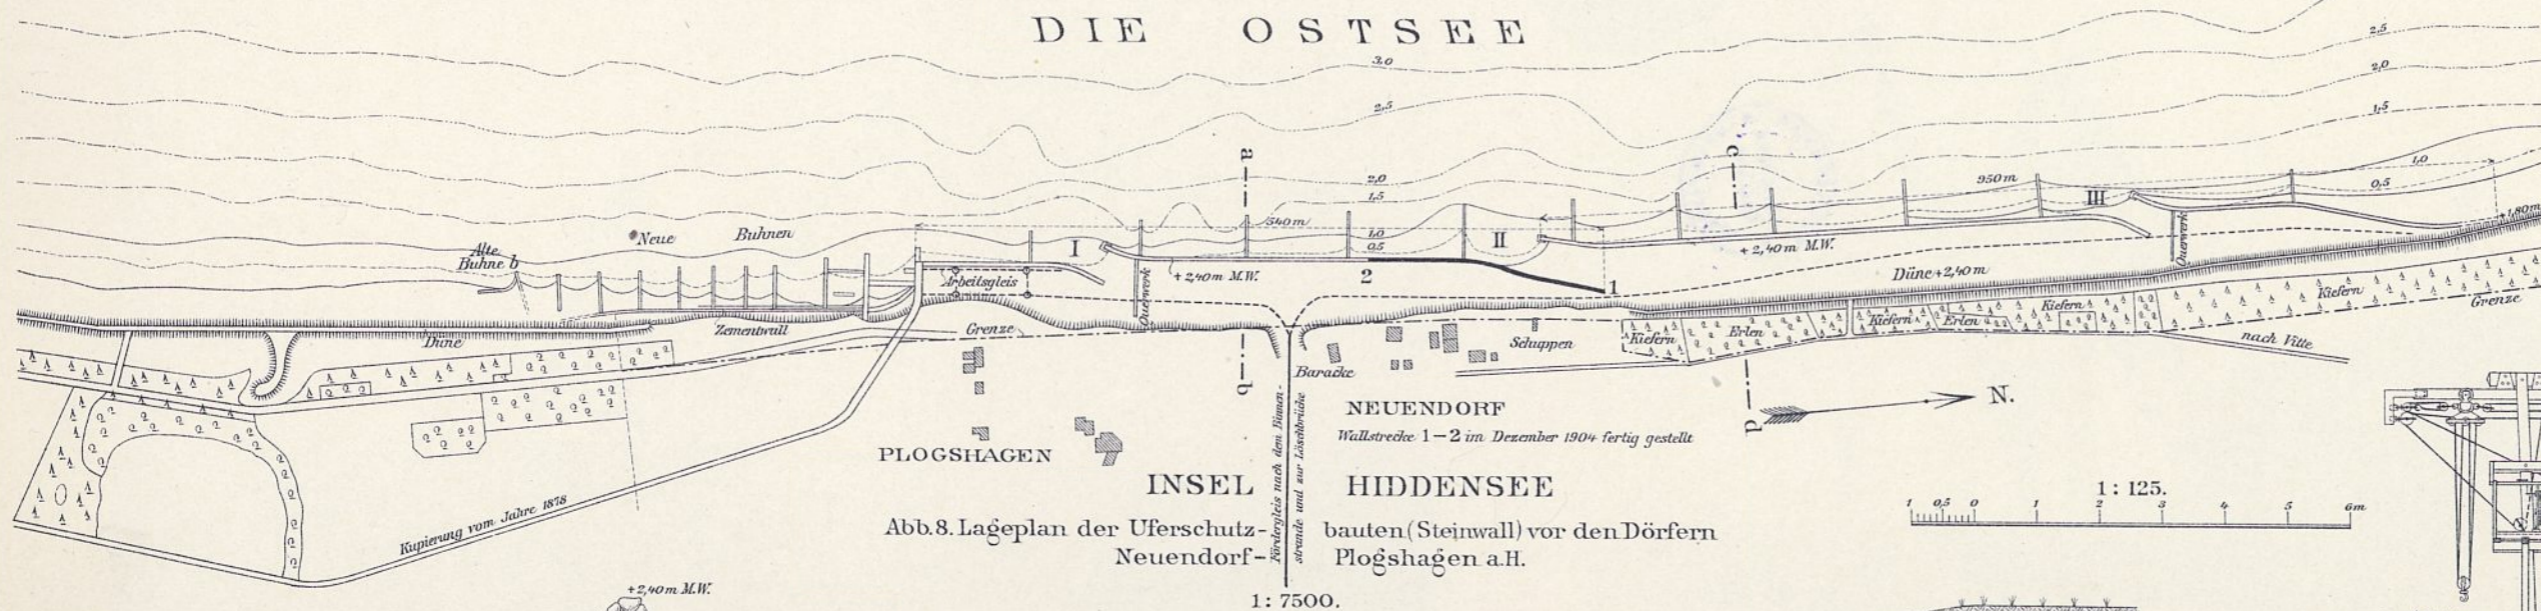 DIE OSTSEE
2,5
3,0
2,0
2,5
1,5
a
c
1,0
2,0
950 m
0,5
1,5
III
540 m
+1,80m
Neue Buhnen
1,0
I
II
0,5
+2,40 m M.W.
Alte
Buhne b
Querwerk
+2,40 m M.W.
2
Arbeitsgleis
Querwerk
Düne +2,40 m
1
Kiefern
Kiefern
Grenze
Zementwall
Grenze
Kiefern
Erlen
Kiefern
Erlen
Düne
Schuppen
nach Vitte
Baracke
b
N.
NEUENDORF
d
Wallstrecke 1–2 im Dezember 1904 fertig gestellt
PLOGSHAGEN
Fördergleis nach dem Binnen-
strande und zur Löschbrücke
INSEL HIDDENSEE
1:125.
1 0,5 0 1 2 3 4 5 6m
Kupierung vom Jahre 1878
Abb. 8. Lageplan der Uferschutz-bauten (Steinwall) vor den Dörfern
Neuendorf-Plogshagen a.H.
+2,40 m M.W.
1:7500.